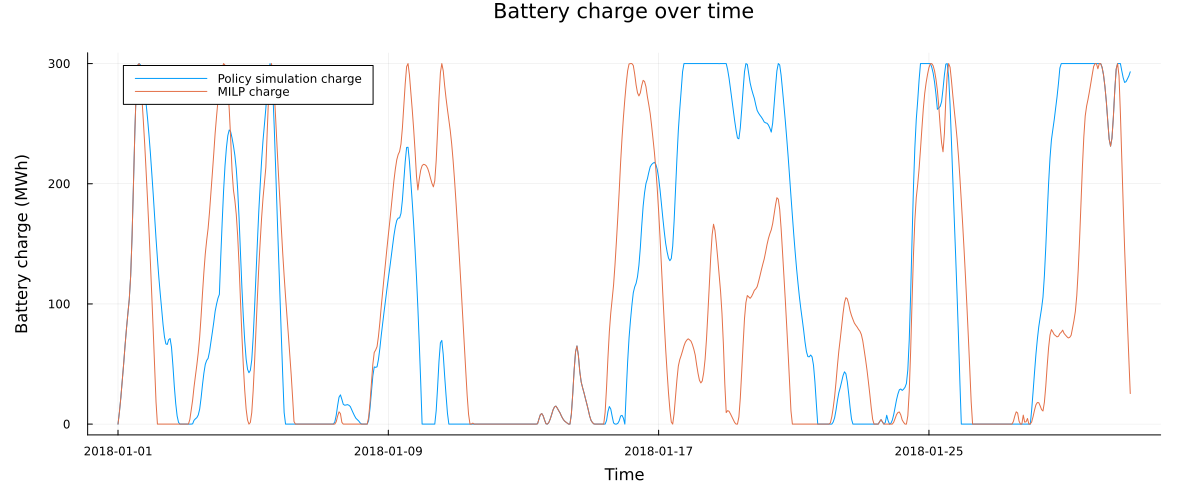 Battery charge over time
Policy simulation charge
MILP charge
Battery charge (MWh)
300
200
100
0
2018-01-01
2018-01-09
2018-01-17
2018-01-25
Time